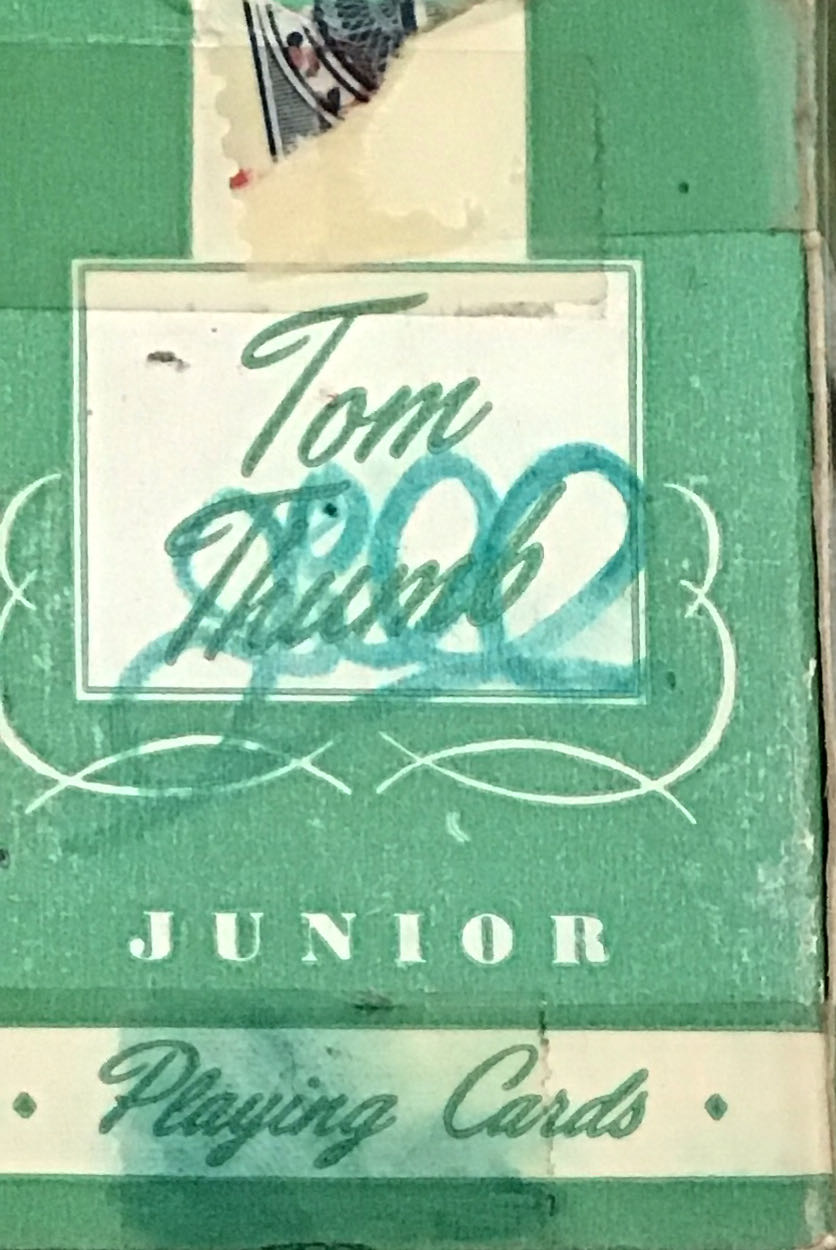 Tom
Thumb
JUNIOR
Playing Cards